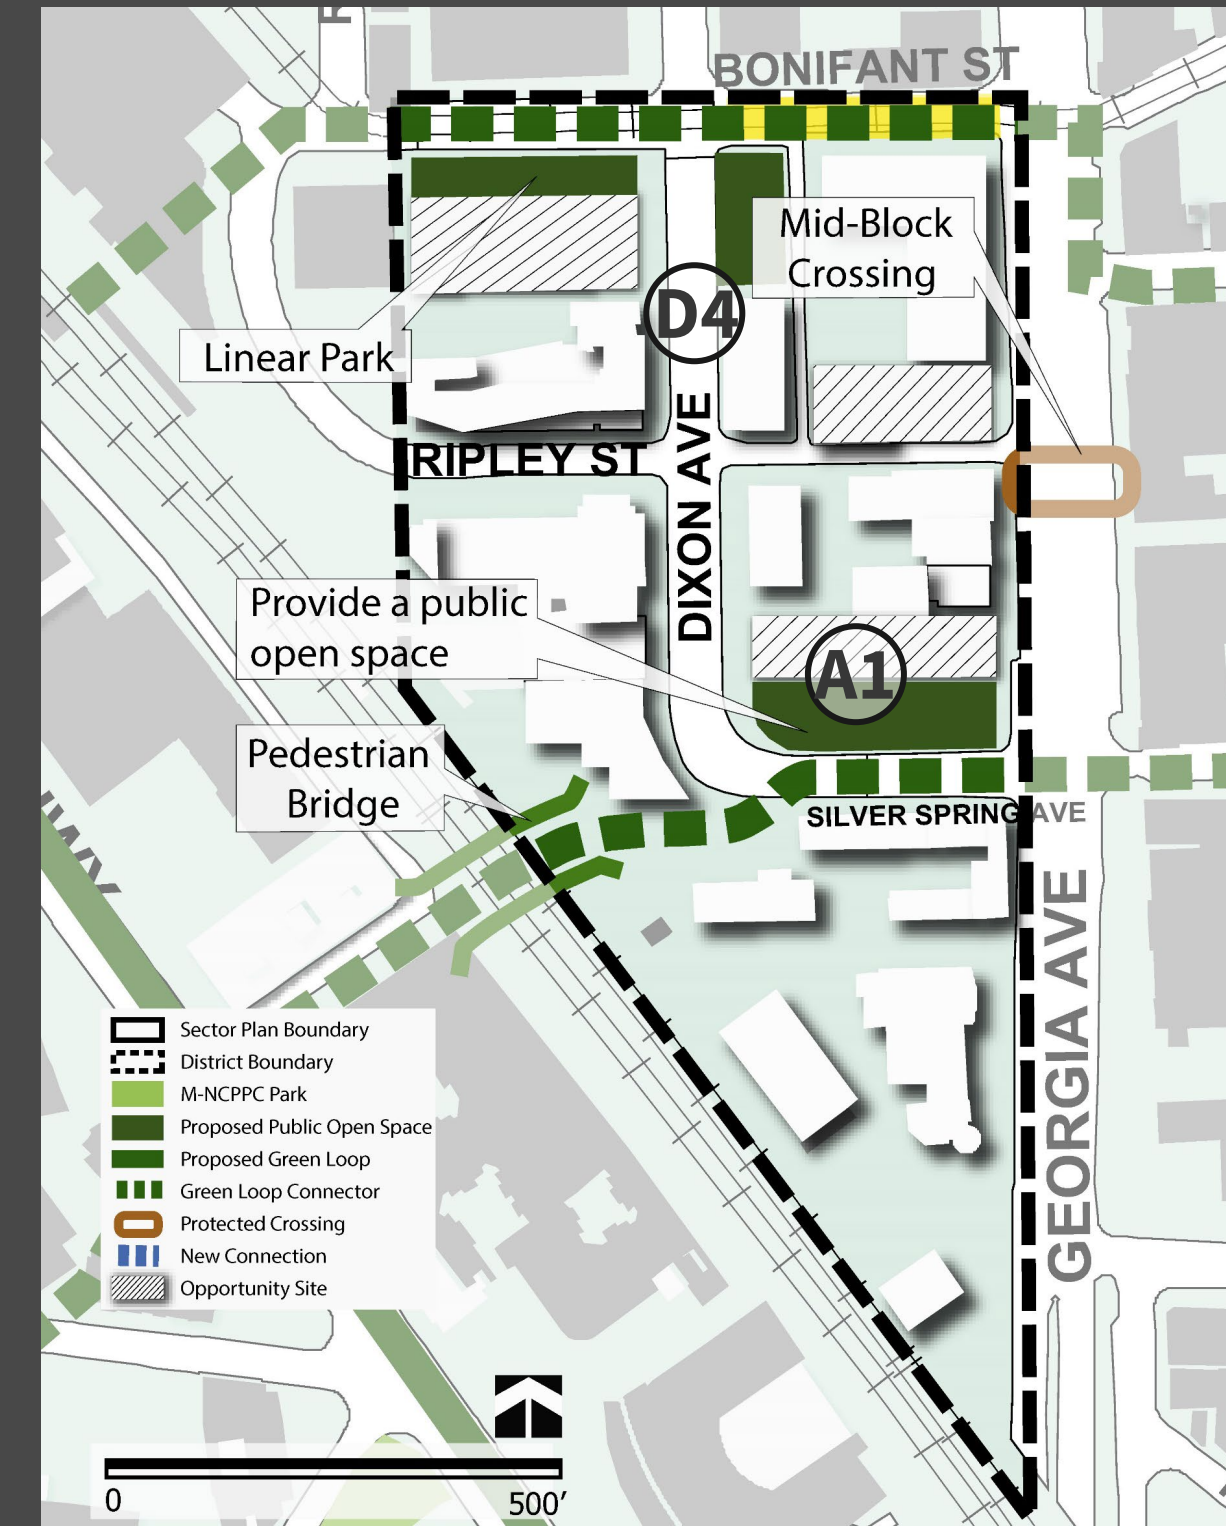 BONIFANT ST
Mid-Block
Crossing
D4
Linear Park
RIPLEY ST
DIXON AVE
Provide a public
open space
A1
Pedestrian
Bridge
SILVER SPRING AVE
GEORGIA AVE
Sector Plan Boundary
District Boundary
M-NCPPC Park
Proposed Public Open Space
Proposed Green Loop
Green Loop Connector
Protected Crossing
New Connection
Opportunity Site
0
500’